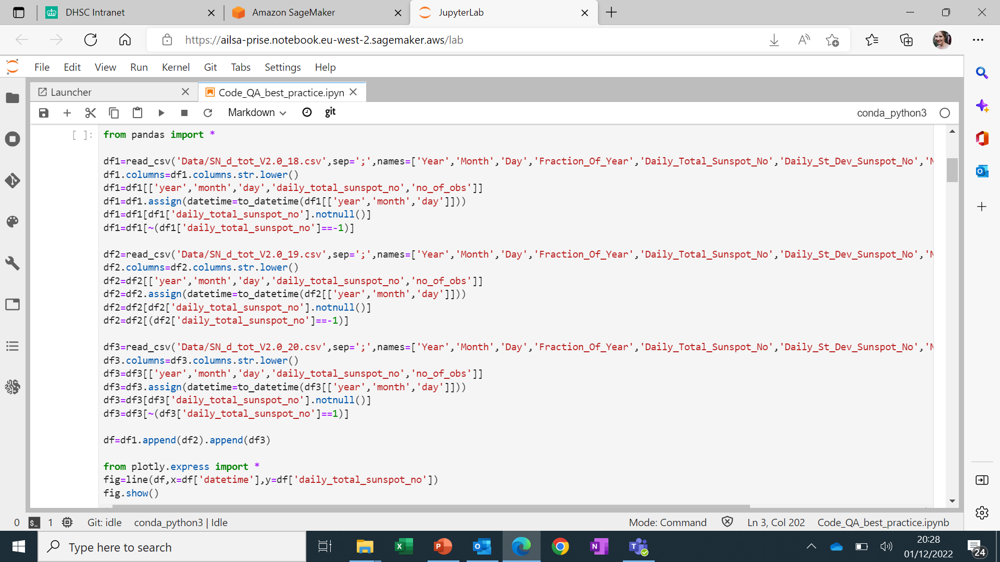 DHSC Intranet
Amazon SageMaker
JupyterLab
https://ailsa-prise.notebook.eu-west-2.sagemaker.aws/lab
File Edit View Run Kernel Git Tabs Settings Help
Launcher
Code_QA_best_practice.ipyn
Markdown
git
conda_python3
[ ]:
from pandas import *
df1=read_csv('Data/SN_d_tot_V2.0_18.csv',sep=';',names=['Year','Month','Day','Fraction_Of_Year','Daily_Total_Sunspot_No','Daily_St_Dev_Sunspot_No','N
df1.columns=df1.columns.str.lower()
df1=df1[['year','month','day','daily_total_sunspot_no','no_of_obs']]
df1=df1.assign(datetime=to_datetime(df1[['year','month','day']]))
df1=df1[df1['daily_total_sunspot_no'].notnull()]
df1=df1[~(df1['daily_total_sunspot_no']==-1)]
df2=read_csv('Data/SN_d_tot_V2.0_19.csv',sep=';',names=['Year','Month','Day','Fraction_Of_Year','Daily_Total_Sunspot_No','Daily_St_Dev_Sunspot_No','N
df2.columns=df2.columns.str.lower()
df2=df2[['year','month','day','daily_total_sunspot_no','no_of_obs']]
df2=df2.assign(datetime=to_datetime(df2[['year','month','day']]))
df2=df2[df2['daily_total_sunspot_no'].notnull()]
df2=df2[(df2['daily_total_sunspot_no']==-1)]
df3=read_csv('Data/SN_d_tot_V2.0_20.csv',sep=';',names=['Year','Month','Day','Fraction_Of_Year','Daily_Total_Sunspot_No','Daily_St_Dev_Sunspot_No','N
df3.columns=df3.columns.str.lower()
df3=df3[['year','month','day','daily_total_sunspot_no','no_of_obs']]
df3=df3.assign(datetime=to_datetime(df3[['year','month','day']]))
df3=df3[df3['daily_total_sunspot_no'].notnull()]
df3=df3[~(df3['daily_total_sunspot_no']==1)]
df=df1.append(df2).append(df3)
from plotly.express import *
fig=line(df,x=df['datetime'],y=df['daily_total_sunspot_no'])
fig.show()
0 $_ 1 Git: idle conda_python3 | Idle
Mode: Command Ln 3, Col 202 Code_QA_best_practice.ipynb
Type here to search
20:28
01/12/2022
24